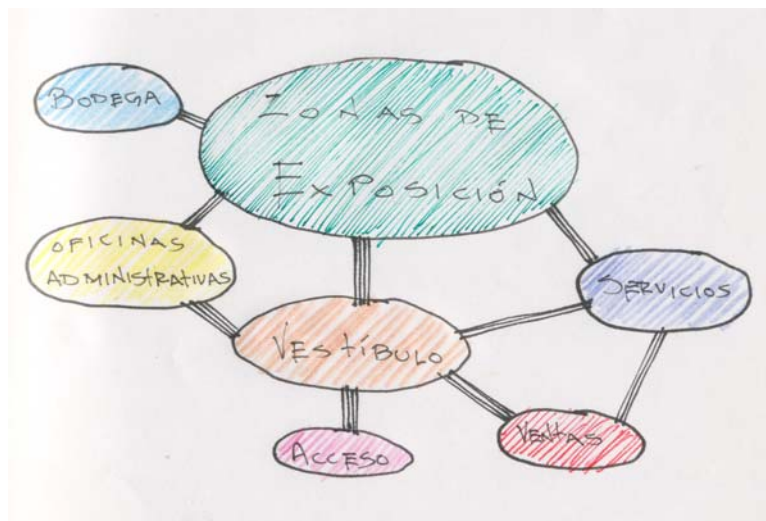 BODEGA
ZONAS DE
EXPOSICIÓN
OFICINAS
ADMINISTRATIVAS
SERVICIOS
VESTÍBULO
VENTAS
ACCESO